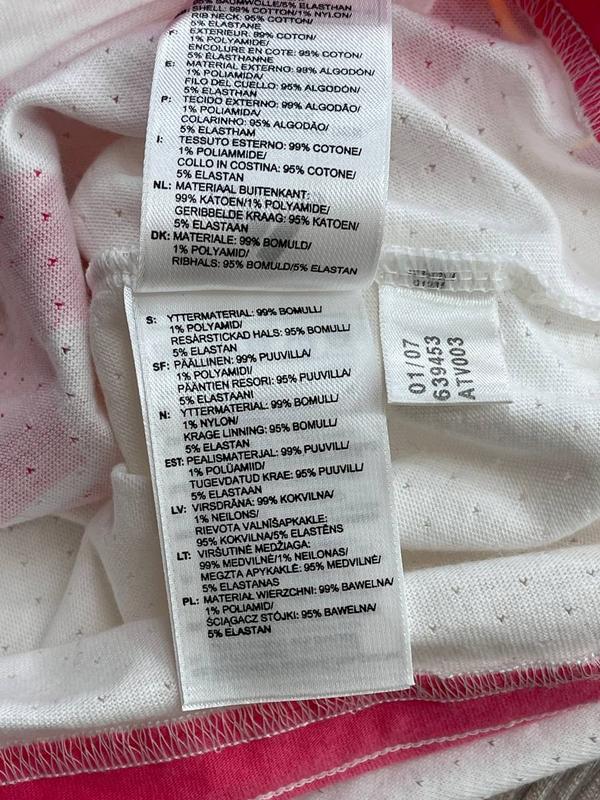 35% BAUMWOLLE/5% ELASTHAN
SHELL: 99% COTTON/1% NYLON/
RIB NECK: 95% COTTON/
5% ELASTANE
F: EXTÉRIEUR: 99% COTON/
1% POLYAMIDE/
ENCOLURE EN COTE: 95% COTON/
5% ÉLASTHANNE
E: MATERIAL EXTERNO: 99% ALGODÓN/
1% POLIAMIDA/
FILO DEL CUELLO: 95% ALGODÓN/
5% ELASTHAN
P: TECIDO EXTERNO: 99% ALGODÃO/
1% POLIAMIDA/
COLARINHO: 95% ALGODÃO/
5% ELASTHAM
I: TESSUTO ESTERNO: 99% COTONE/
1% POLIAMMIDE/
COLLO IN COSTINA: 95% COTONE/
5% ELASTAN
NL: MATERIAAL BUITENKANT:
99% KATOEN/1% POLYAMIDE/
GERIBBELDE KRAAG: 95% KATOEN/
5% ELASTAAN
DK: MATERIALE: 99% BOMULD/
1% POLYAMID/
RIBHALS: 95% BOMULD/5% ELASTAN
S: YTTERMATERIAL: 99% BOMULL/
1% POLYAMID/
RESÅRSTICKAD HALS: 95% BOMULL/
5% ELASTAN
SF: PÄÄLLINEN: 99% PUUVILLA/
1% POLYAMIDI/
PÄÄNTIEN RESORI: 95% PUUVILLA/
5% ELASTAANI
N: YTTERMATERIAL: 99% BOMULL/
1% NYLON/
KRAGE LINNING: 95% BOMULL/
5% ELASTAN
EST: PEALISMATERJAL: 99% PUUVILL/
1% POLÜAMIID/
TUGEVDATUD KRAE: 95% PUUVILL/
5% ELASTAAN
LV: VIRSDRĀNA: 99% KOKVILNA/
1% NEILONS/
RIEVOTA VALNĪŠAPKAKLE:
95% KOKVILNA/5% ELASTĒNS
LT: VIRŠUTINĖ MEDŽIAGA:
99% MEDVILNĖ/1% NEILONAS/
MEGZTA APYKAKLĖ: 95% MEDVILNĖ/
5% ELASTANAS
PL: MATERIAŁ WIERZCHNI: 99% BAWEŁNA/
1% POLIAMID/
ŚCIĄGACZ STÓJKI: 95% BAWEŁNA/
5% ELASTAN
01/07
639453
ATV003